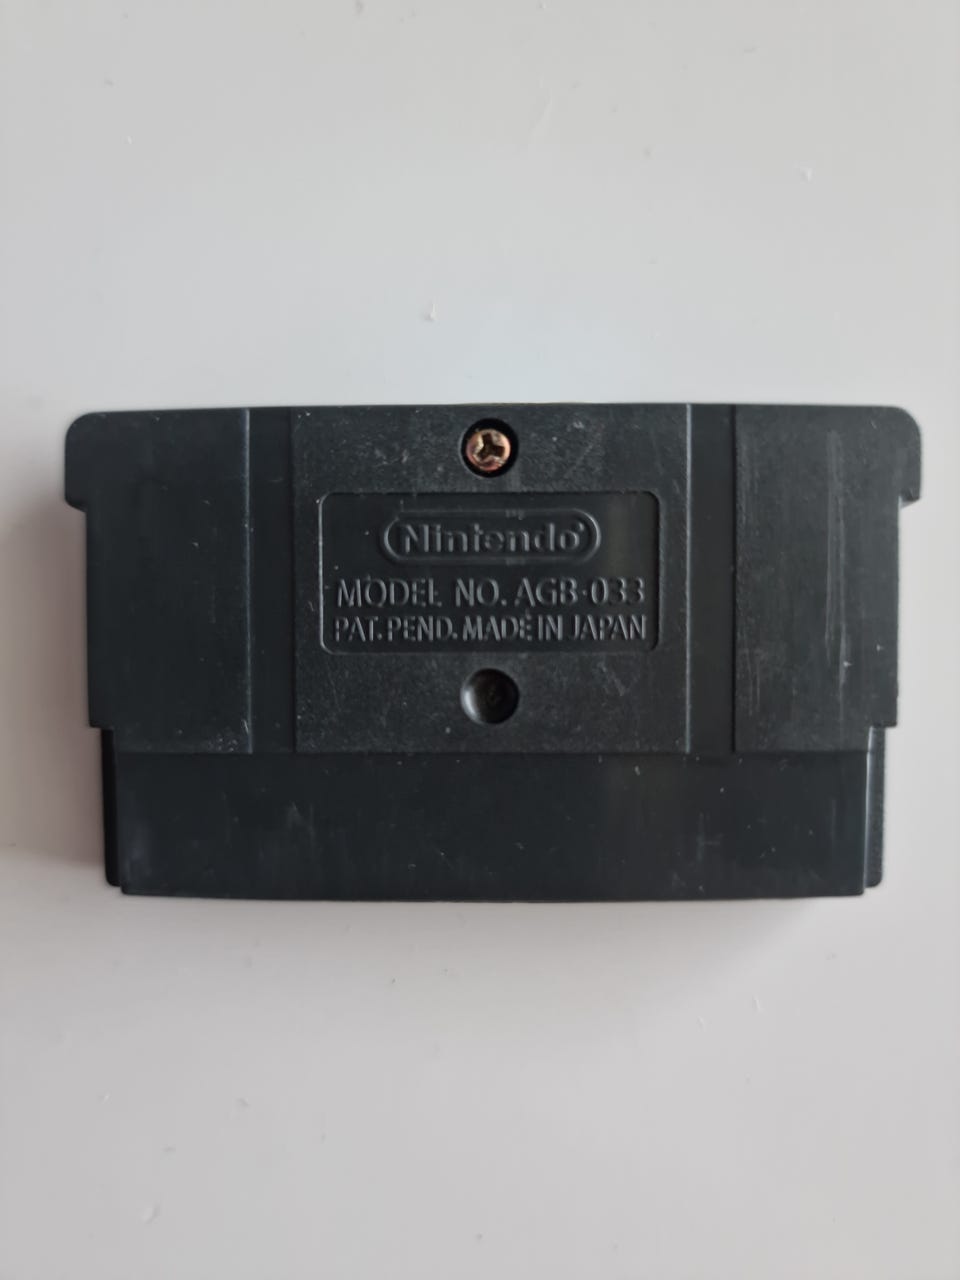 Nintendo
MODEL NO. AGB-033
PAT. PEND. MADE IN JAPAN